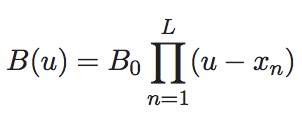 B(u) = B_0 \prod_{n=1}^{L} (u - x_n)